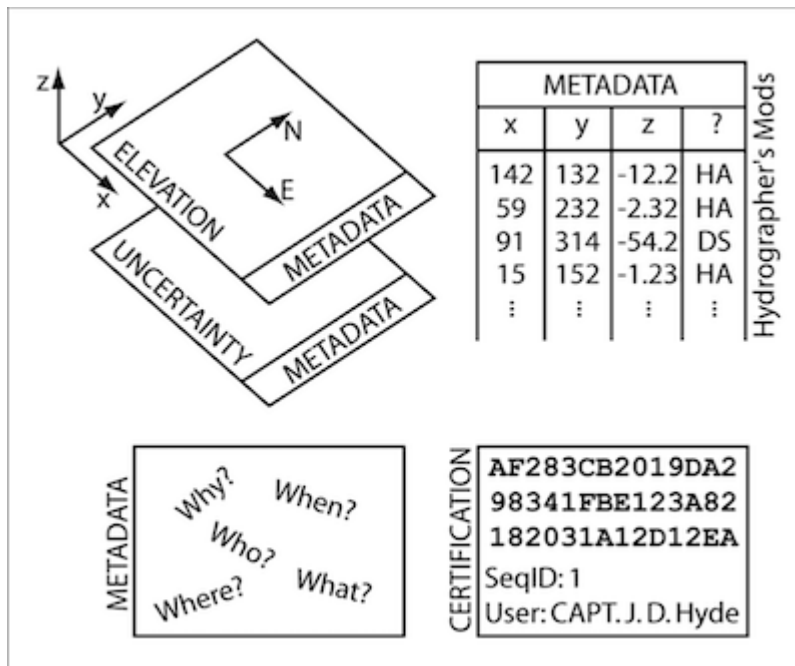 z
y
x
N
E
ELEVATION
METADATA
UNCERTAINTY
METADATA
METADATA
x y z ?
142 132 -12.2 HA
59 232 -2.32 HA
91 314 -54.2 DS
15 152 -1.23 HA
⋮ ⋮ ⋮ ⋮
Hydrographer's Mods
METADATA
Why?
When?
Who?
What?
Where?
CERTIFICATION
AF283CB2019DA2
98341FBE123A82
182031A12D12EA
SeqID: 1
User: CAPT. J. D. Hyde